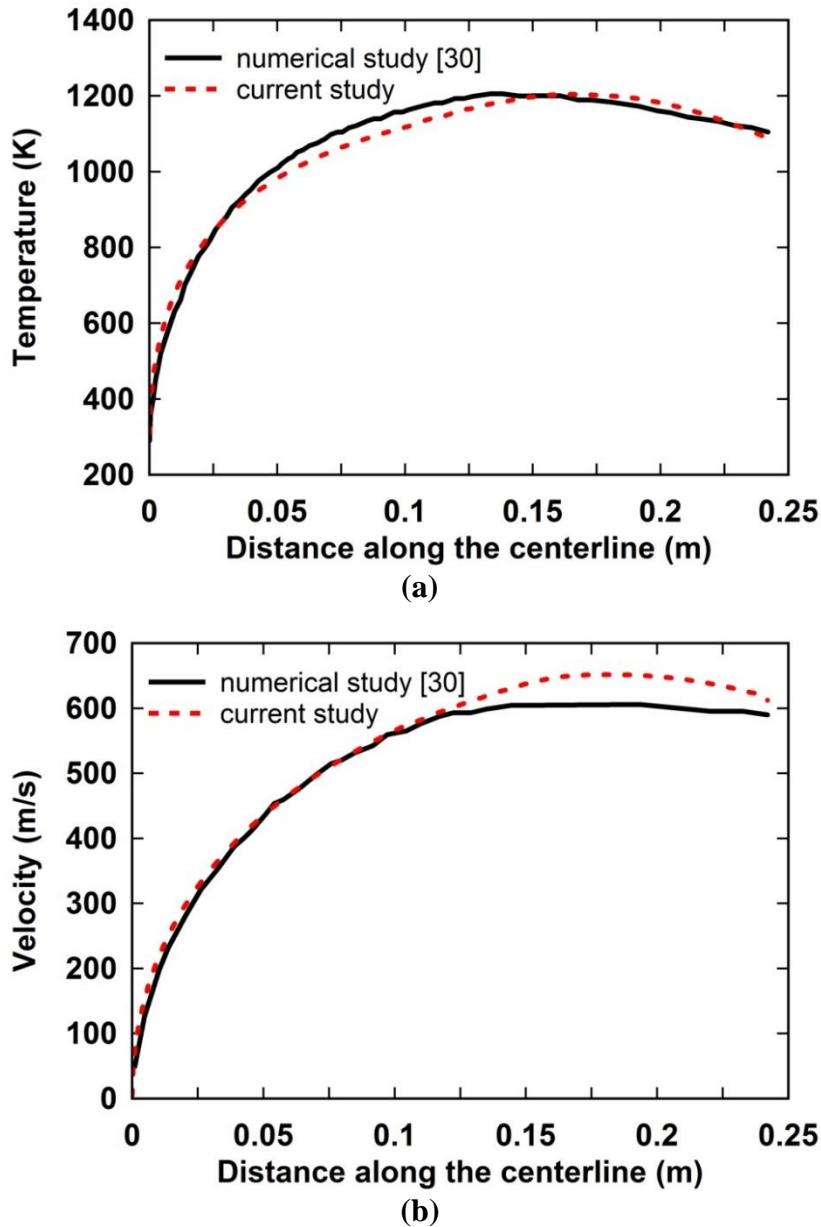 1400
1200
1000
800
600
400
200
Temperature (K)
numerical study [30]
current study
0
0.05
0.1
0.15
0.2
0.25
Distance along the centerline (m)
(a)
700
600
500
400
300
200
100
0
Velocity (m/s)
numerical study [30]
current study
0
0.05
0.1
0.15
0.2
0.25
Distance along the centerline (m)
(b)